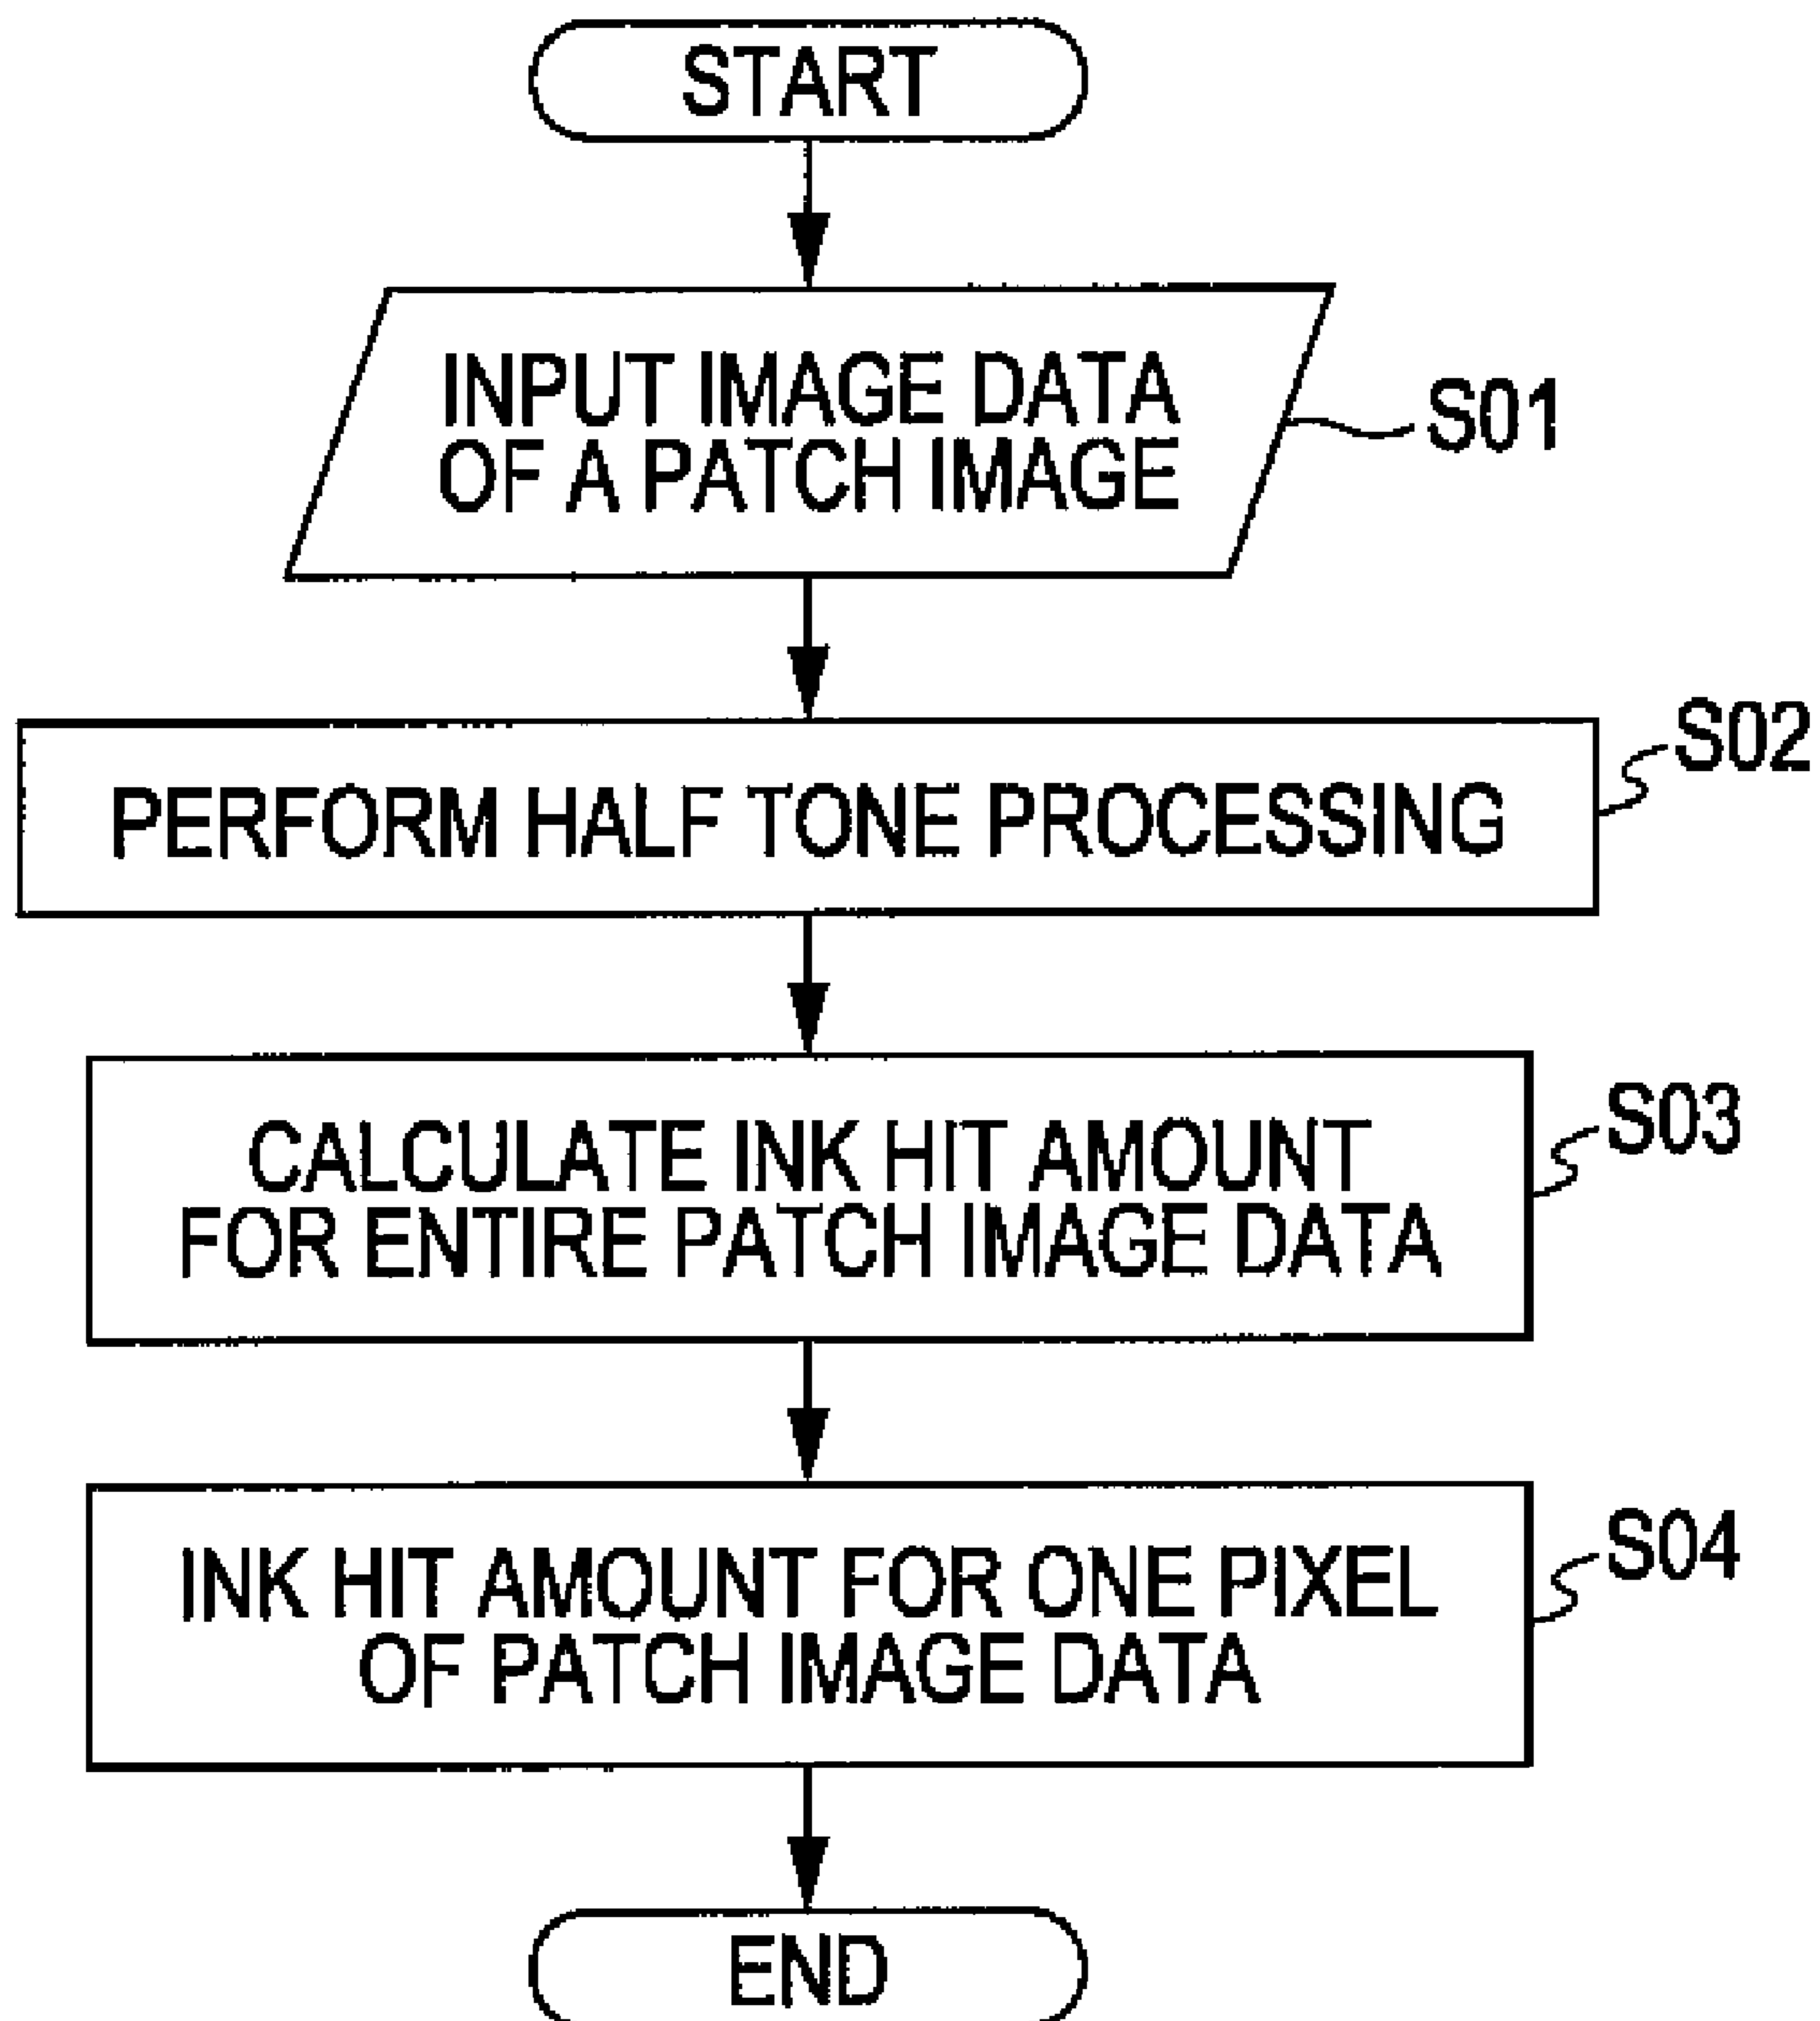 START
INPUT IMAGE DATA
OF A PATCH IMAGE
S01
PERFORM HALF TONE PROCESSING
S02
CALCULATE INK HIT AMOUNT
FOR ENTIRE PATCH IMAGE DATA
S03
INK HIT AMOUNT FOR ONE PIXEL
OF PATCH IMAGE DATA
S04
END